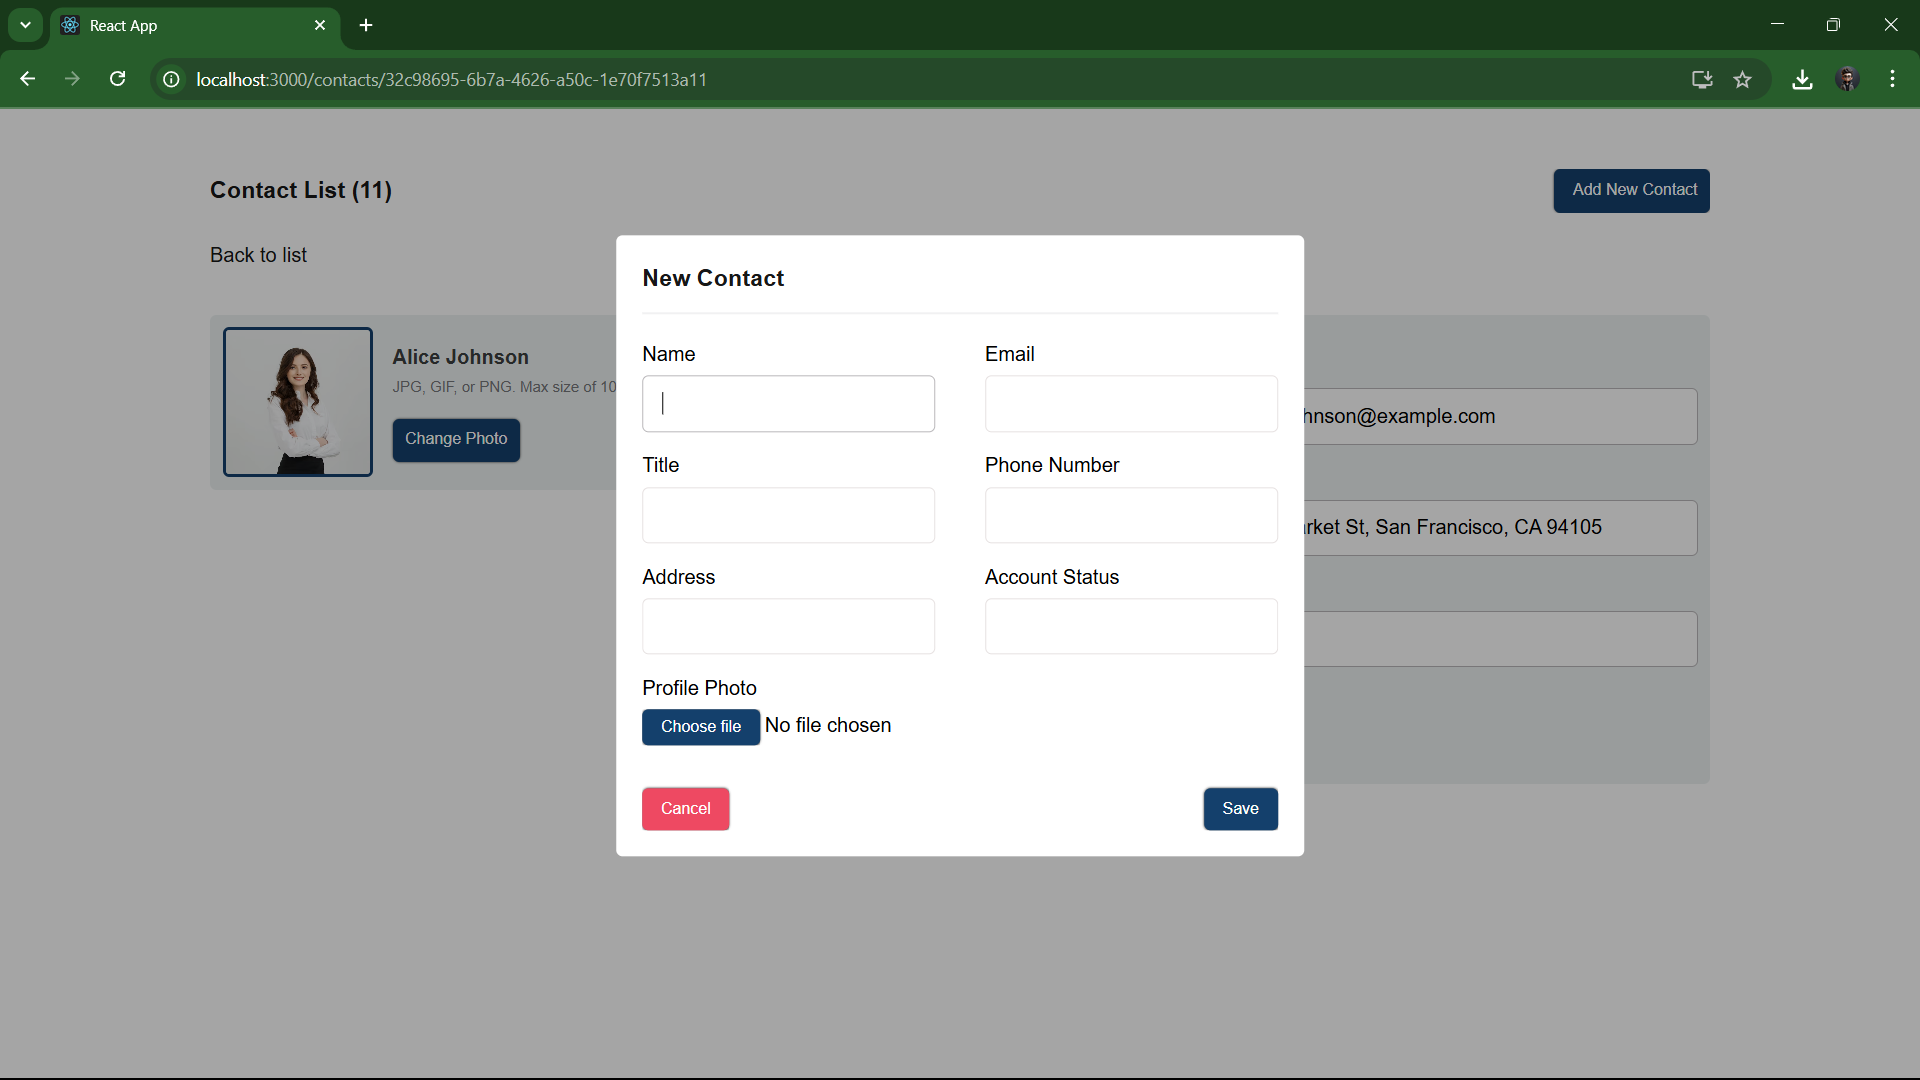 React App
localhost:3000/contacts/32c98695-6b7a-4626-a50c-1e70f7513a11
Contact List (11)
Add New Contact
Back to list
Alice Johnson
JPG, GIF, or PNG. Max size of 10
Change Photo
New Contact
Name
Email
Title
Phone Number
Address
Account Status
Profile Photo
Choose file No file chosen
Cancel
Save
hnson@example.com
rket St, San Francisco, CA 94105